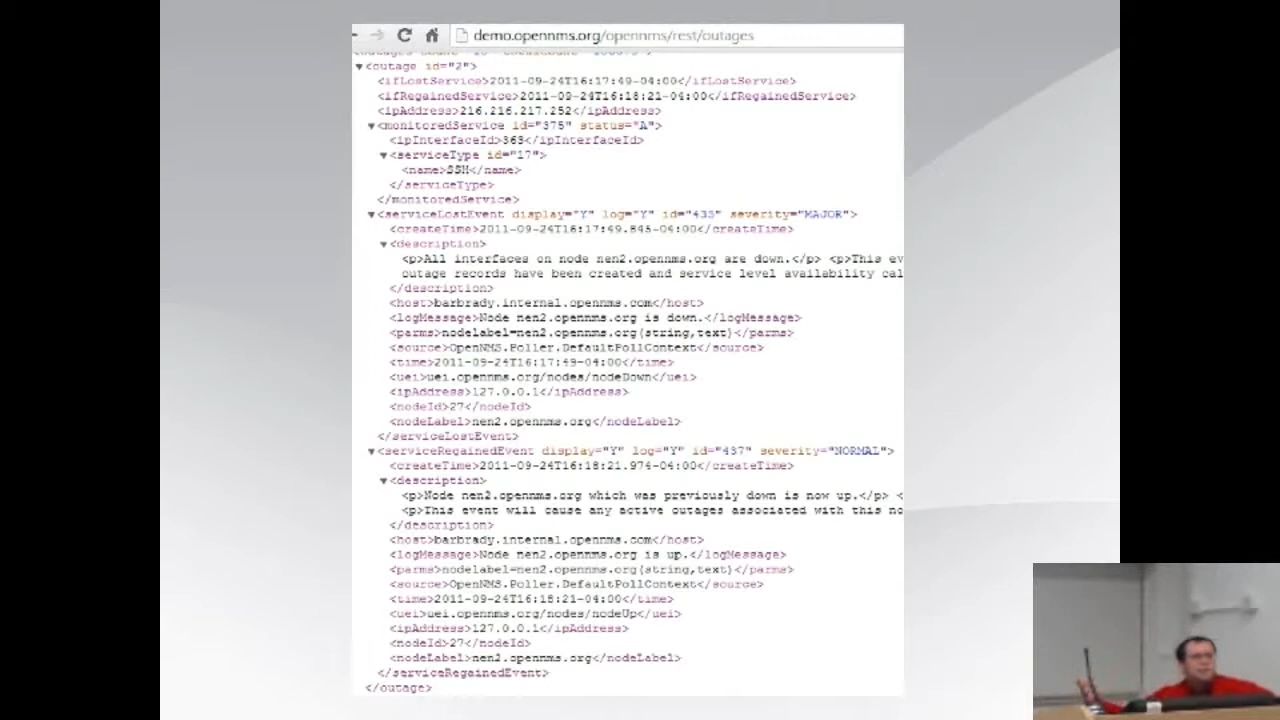 demo.opennms.org/opennms/rest/outages
▼<outage id="2">
<ifLostService>2011-09-24T16:17:49-04:00</ifLostService>
<ifRegainedService>2011-09-24T16:18:21-04:00</ifRegainedService>
<ipAddress>216.216.217.252</ipAddress>
▼<monitoredService id="375" status="A">
<ipInterfaceId>363</ipInterfaceId>
▼<serviceType id="17">
<name>SSH</name>
</serviceType>
</monitoredService>
▼<serviceLostEvent display="Y" log="Y" id="435" severity="MAJOR">
<createTime>2011-09-24T16:17:49.845-04:00</createTime>
▼<description>
<p>All interfaces on node nen2.opennms.org are down.</p> <p>This ev
outage records have been created and service level availability cal
</description>
<host>barbrady.internal.opennms.com</host>
<logMessage>Node nen2.opennms.org is down.</logMessage>
<parms>nodelabel=nen2.opennms.org(string,text)</parms>
<source>OpenNMS.Poller.DefaultPollContext</source>
<time>2011-09-24T16:17:49-04:00</time>
<uei>uei.opennms.org/nodes/nodeDown</uei>
<ipAddress>127.0.0.1</ipAddress>
<nodeId>27</nodeId>
<nodeLabel>nen2.opennms.org</nodeLabel>
</serviceLostEvent>
▼<serviceRegainedEvent display="Y" log="Y" id="437" severity="NORMAL">
<createTime>2011-09-24T16:18:21.974-04:00</createTime>
▼<description>
<p>Node nen2.opennms.org which was previously down is now up.</p> <
<p>This event will cause any active outages associated with this no
</description>
<host>barbrady.internal.opennms.com</host>
<logMessage>Node nen2.opennms.org is up.</logMessage>
<parms>nodelabel=nen2.opennms.org(string,text)</parms>
<source>OpenNMS.Poller.DefaultPollContext</source>
<time>2011-09-24T16:18:21-04:00</time>
<uei>uei.opennms.org/nodes/nodeUp</uei>
<ipAddress>127.0.0.1</ipAddress>
<nodeId>27</nodeId>
<nodeLabel>nen2.opennms.org</nodeLabel>
</serviceRegainedEvent>
</outage>